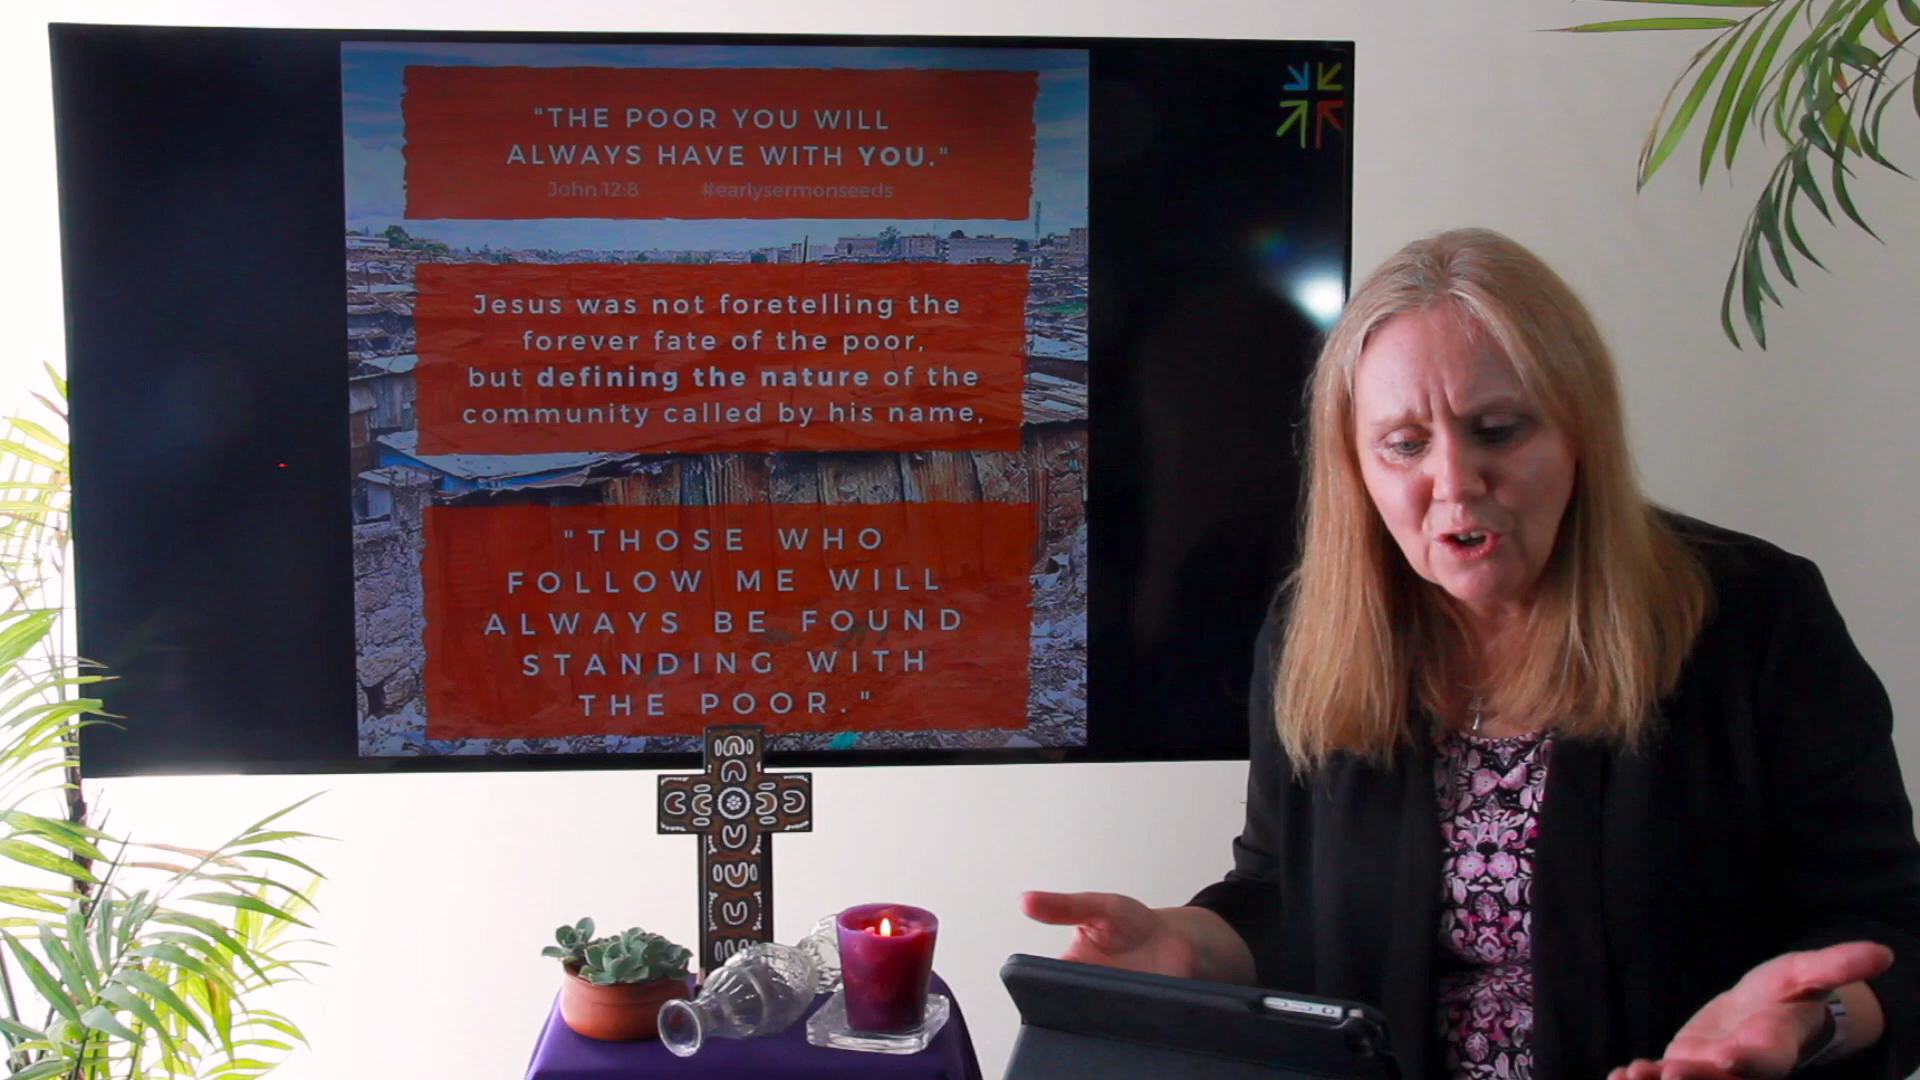 "THE POOR YOU WILL
ALWAYS HAVE WITH YOU."
John 12:8 #earlysermonseeds
Jesus was not foretelling the
forever fate of the poor,
but defining the nature of the
community called by his name,
"THOSE WHO
FOLLOW ME WILL
ALWAYS BE FOUND
STANDING WITH
THE POOR."